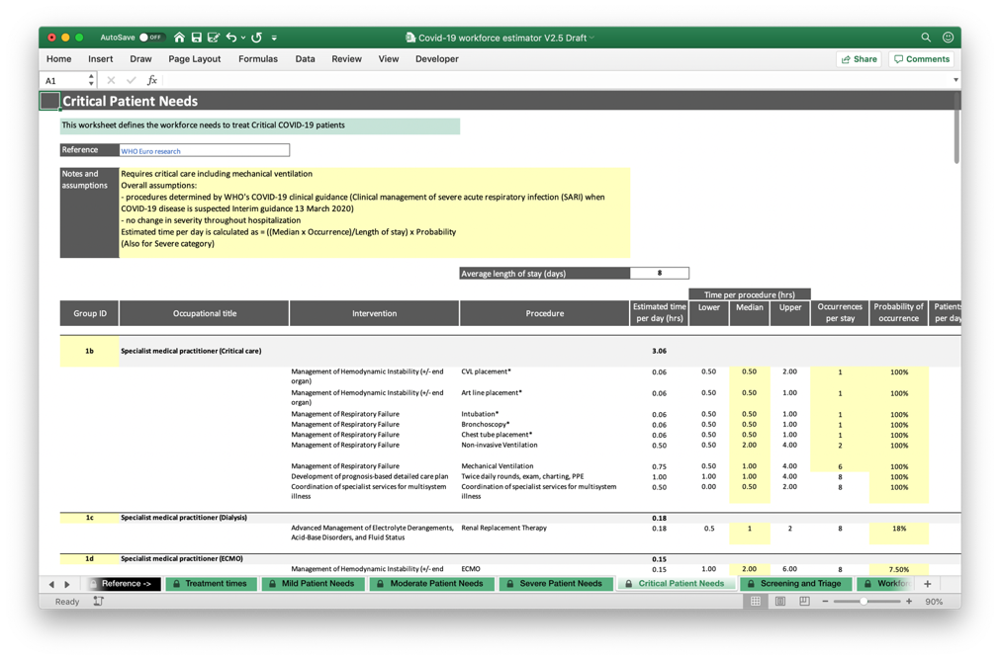 AutoSave OFF
Covid-19 workforce estimator V2.5 Draft
Home Insert Draw Page Layout Formulas Data Review View Developer Share Comments
A1 fx
Critical Patient Needs
This worksheet defines the workforce needs to treat Critical COVID-19 patients
Reference WHO Euro research
Notes and assumptions
Requires critical care including mechanical ventilation
Overall assumptions:
- procedures determined by WHO's COVID-19 clinical guidance (Clinical management of severe acute respiratory infection (SARI) when
COVID-19 disease is suspected Interim guidance 13 March 2020)
- no change in severity throughout hospitalization
Estimated time per day is calculated as = ((Median x Occurrence)/Length of stay) x Probability
(Also for Severe category)
Average length of stay (days) 8
Time per procedure (hrs)
Group ID Occupational title Intervention Procedure Estimated time per day (hrs) Lower Median Upper Occurrences per stay Probability of occurrence Patient per day
1b Specialist medical practitioner (Critical care) 3.06
Management of Hemodynamic Instability (+/- end organ) CVL placement* 0.06 0.50 0.50 2.00 1 100%
Management of Hemodynamic Instability (+/- end organ) Art line placement* 0.06 0.50 0.50 1.00 1 100%
Management of Respiratory Failure Intubation* 0.06 0.50 0.50 1.00 1 100%
Management of Respiratory Failure Bronchoscopy* 0.06 0.50 0.50 1.00 1 100%
Management of Respiratory Failure Chest tube placement* 0.06 0.50 0.50 1.00 1 100%
Management of Respiratory Failure Non-invasive Ventilation 0.50 0.50 2.00 4.00 2 100%
Management of Respiratory Failure Mechanical Ventilation 0.75 0.50 1.00 4.00 6 100%
Development of prognosis-based detailed care plan Twice daily rounds, exam, charting, PPE 1.00 1.00 1.00 4.00 8 100%
Coordination of specialist services for multisystem illness Coordination of specialist services for multisystem illness 0.50 0.00 0.50 2.00 8 100%
1c Specialist medical practitioner (Dialysis) 0.18
Advanced Management of Electrolyte Derangements, Acid-Base Disorders, and Fluid Status Renal Replacement Therapy 0.18 0.5 1 2 8 18%
1d Specialist medical practitioner (ECMO) 0.15
Management of Hemodynamic Instability (+/- end ECMO 0.15 1.00 2.00 6.00 8 7.50%
Reference -> Treatment times Mild Patient Needs Moderate Patient Needs Severe Patient Needs Critical Patient Needs Screening and Triage Workfor
Ready 90%